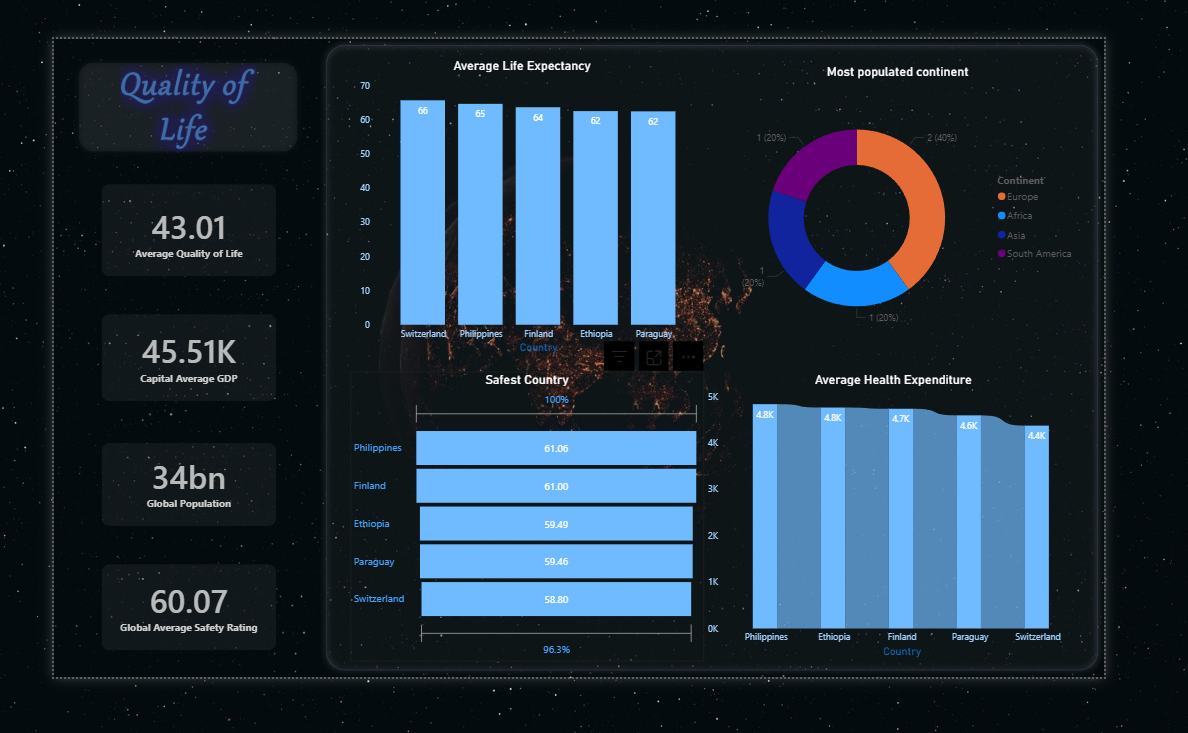 Quality of
Life
43.01
Average Quality of Life
45.51K
Capital Average GDP
34bn
Global Population
60.07
Global Average Safety Rating
Average Life Expectancy
70
60
50
40
30
20
10
0
66
65
64
62
62
Switzerland
Philippines
Finland
Ethiopia
Paraguay
Country
Most populated continent
1 (20%)
2 (40%)
1
(20%)
1 (20%)
Continent
Europe
Africa
Asia
South America
Safest Country
100%
Philippines
61.06
Finland
61.00
Ethiopia
59.49
Paraguay
59.46
Switzerland
58.80
96.3%
Average Health Expenditure
5K
4K
3K
2K
1K
0K
4.8K
4.8K
4.7K
4.6K
4.4K
Philippines
Ethiopia
Finland
Paraguay
Switzerland
Country